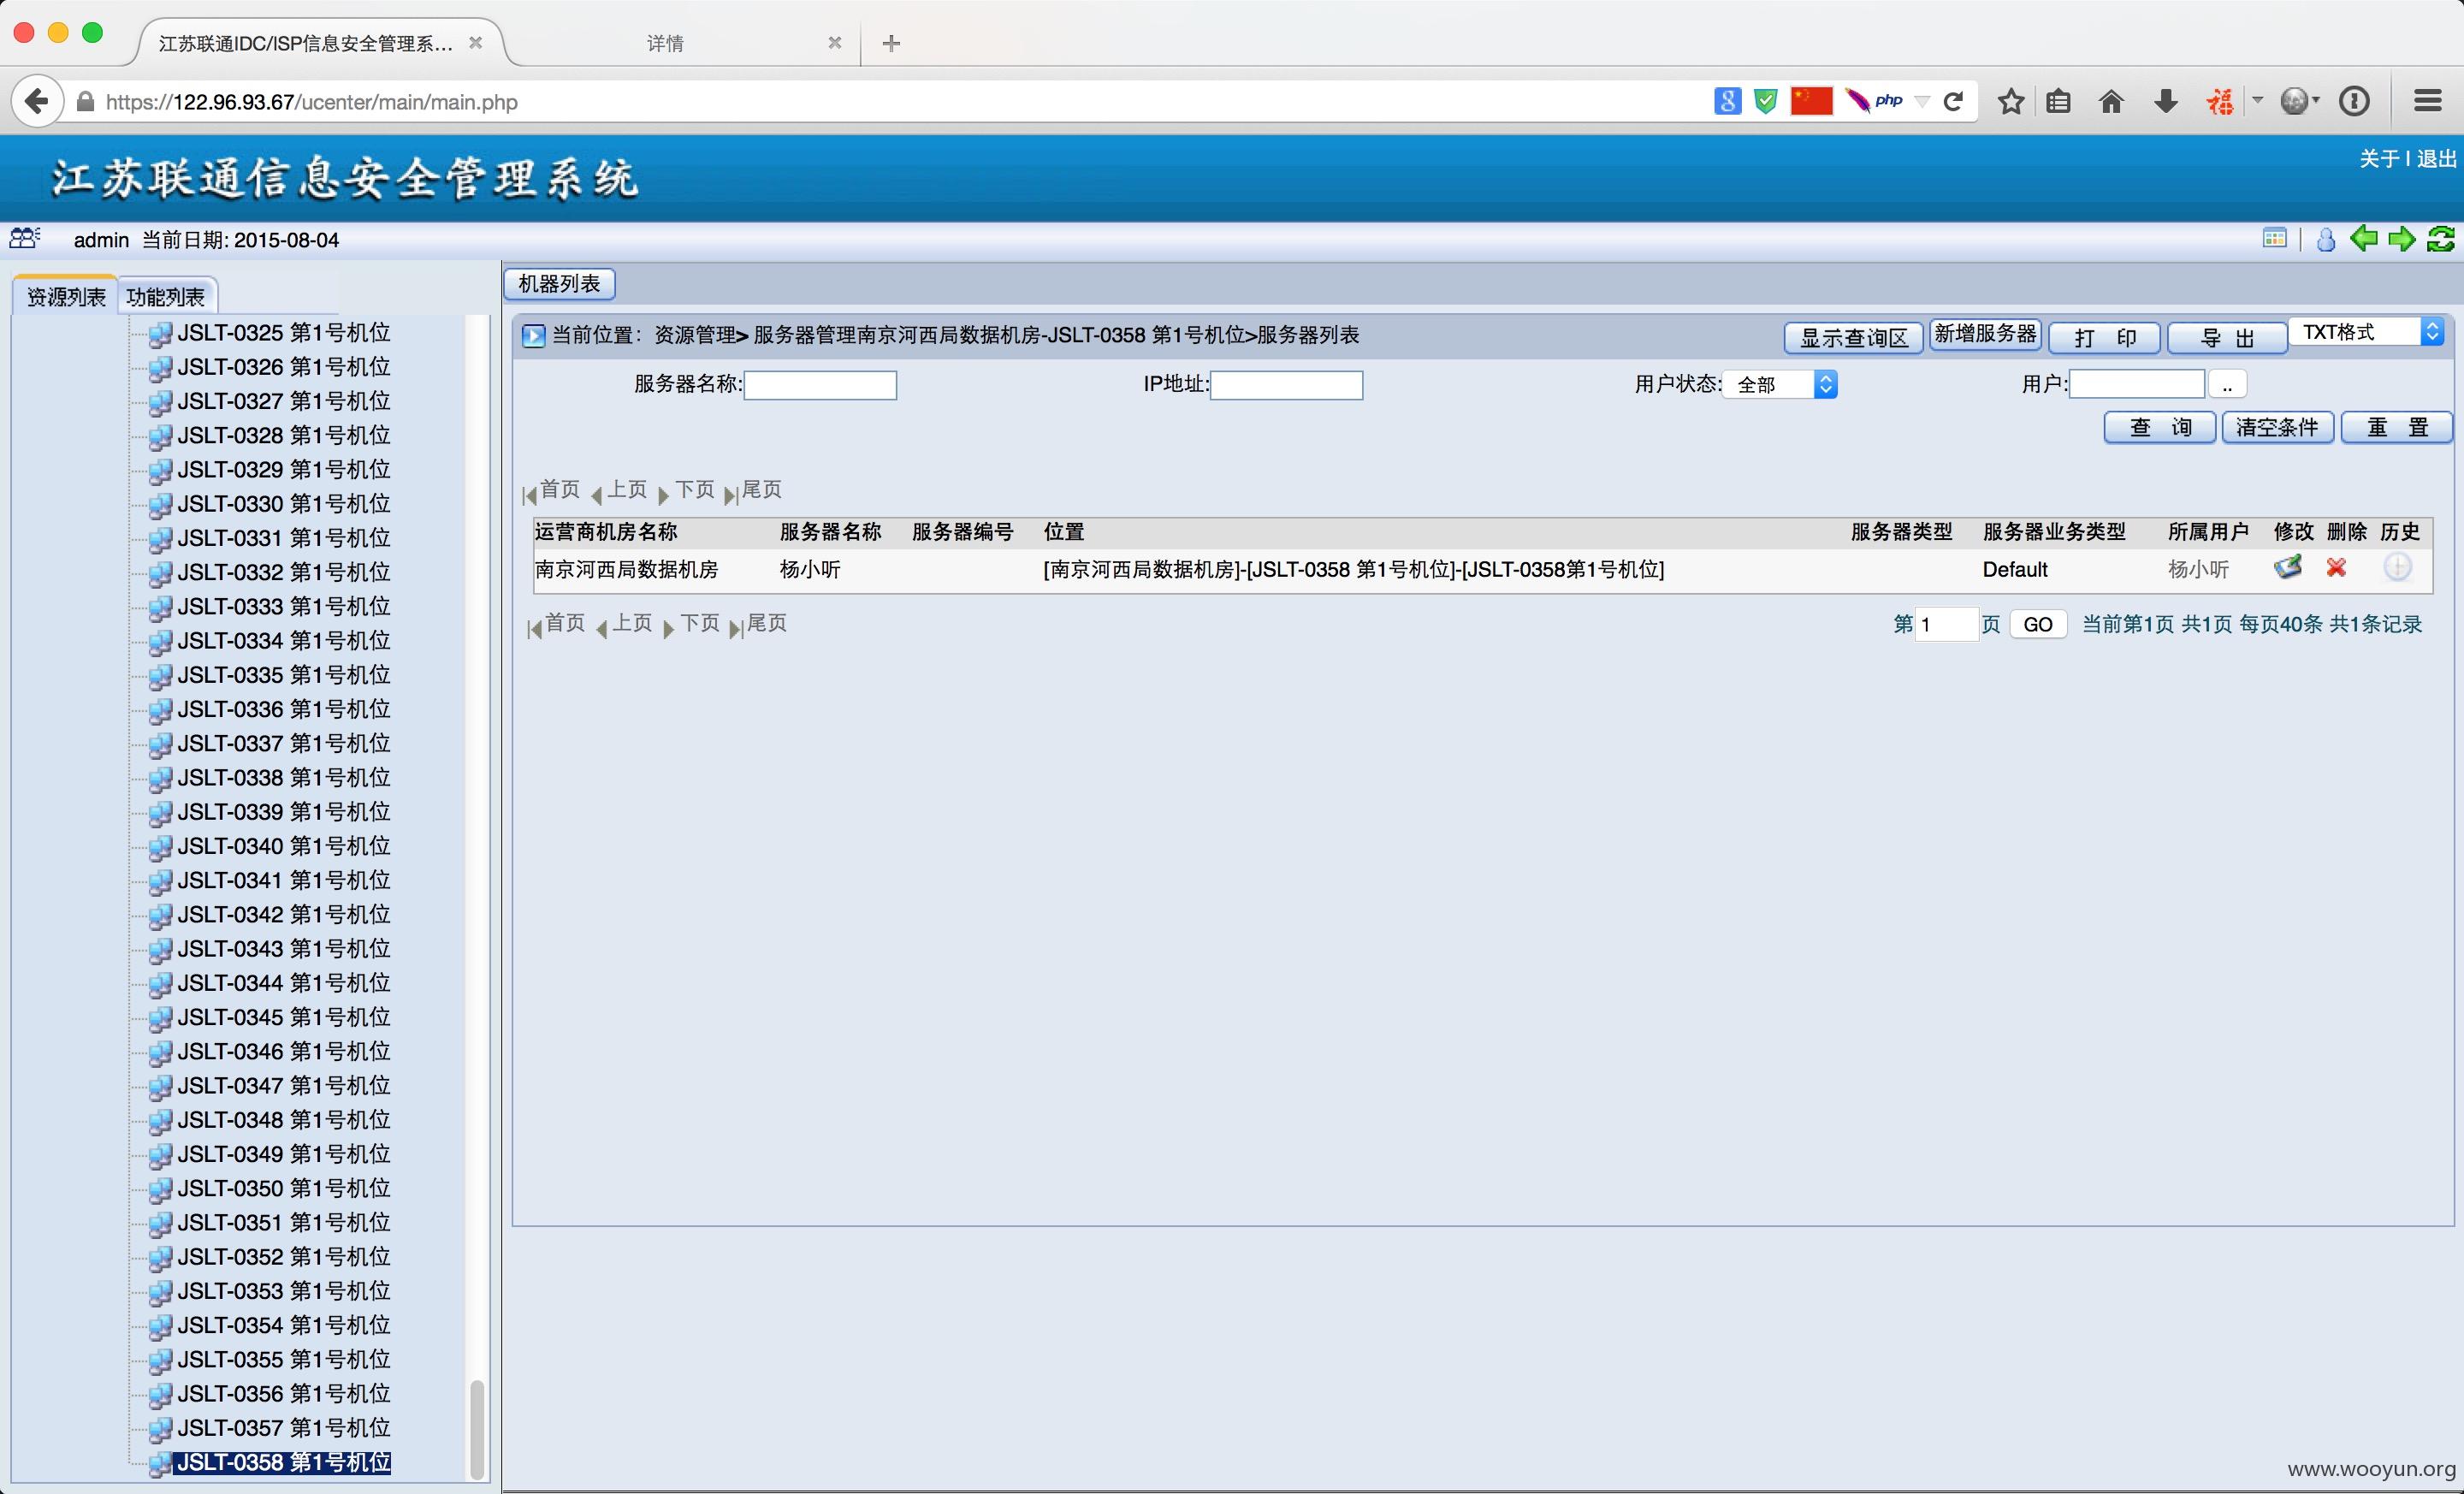 江苏联通IDC/ISP信息安全管理系...
详情
https://122.96.93.67/ucenter/main/main.php
php
福
江苏联通信息安全管理系统
关于 | 退出
admin 当前日期: 2015-08-04
资源列表 功能列表
JSLT-0325 第1号机位
JSLT-0326 第1号机位
JSLT-0327 第1号机位
JSLT-0328 第1号机位
JSLT-0329 第1号机位
JSLT-0330 第1号机位
JSLT-0331 第1号机位
JSLT-0332 第1号机位
JSLT-0333 第1号机位
JSLT-0334 第1号机位
JSLT-0335 第1号机位
JSLT-0336 第1号机位
JSLT-0337 第1号机位
JSLT-0338 第1号机位
JSLT-0339 第1号机位
JSLT-0340 第1号机位
JSLT-0341 第1号机位
JSLT-0342 第1号机位
JSLT-0343 第1号机位
JSLT-0344 第1号机位
JSLT-0345 第1号机位
JSLT-0346 第1号机位
JSLT-0347 第1号机位
JSLT-0348 第1号机位
JSLT-0349 第1号机位
JSLT-0350 第1号机位
JSLT-0351 第1号机位
JSLT-0352 第1号机位
JSLT-0353 第1号机位
JSLT-0354 第1号机位
JSLT-0355 第1号机位
JSLT-0356 第1号机位
JSLT-0357 第1号机位
JSLT-0358 第1号机位
机器列表
当前位置：资源管理> 服务器管理南京河西局数据机房-JSLT-0358 第1号机位>服务器列表
显示查询区 新增服务器 打 印 导 出 TXT格式
服务器名称: IP地址: 用户状态: 全部 用户: ..
查 询 清空条件 重 置
首页 上页 下页 尾页
运营商机房名称 服务器名称 服务器编号 位置 服务器类型 服务器业务类型 所属用户 修改 删除 历史
南京河西局数据机房 杨小听 [南京河西局数据机房]-[JSLT-0358 第1号机位]-[JSLT-0358第1号机位] Default 杨小听
首页 上页 下页 尾页 第 1 页 GO 当前第1页 共1页 每页40条 共1条记录
www.wooyun.org